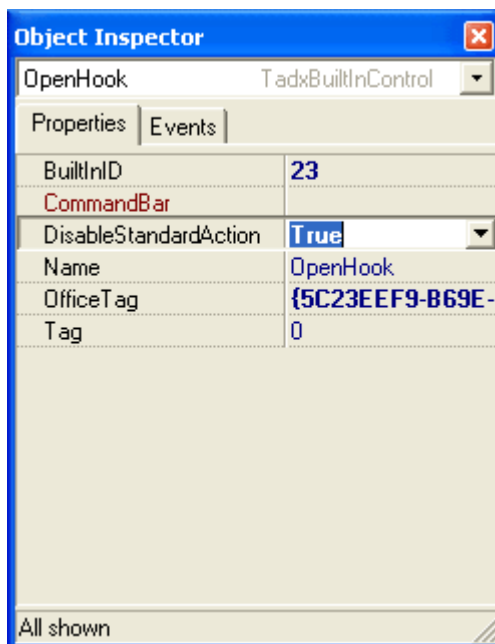 Object Inspector
OpenHook TadxBuiltInControl
Properties Events
BuiltInID 23
CommandBar
DisableStandardAction True
Name OpenHook
OfficeTag {5C23EEF9-B69E-
Tag 0
All shown